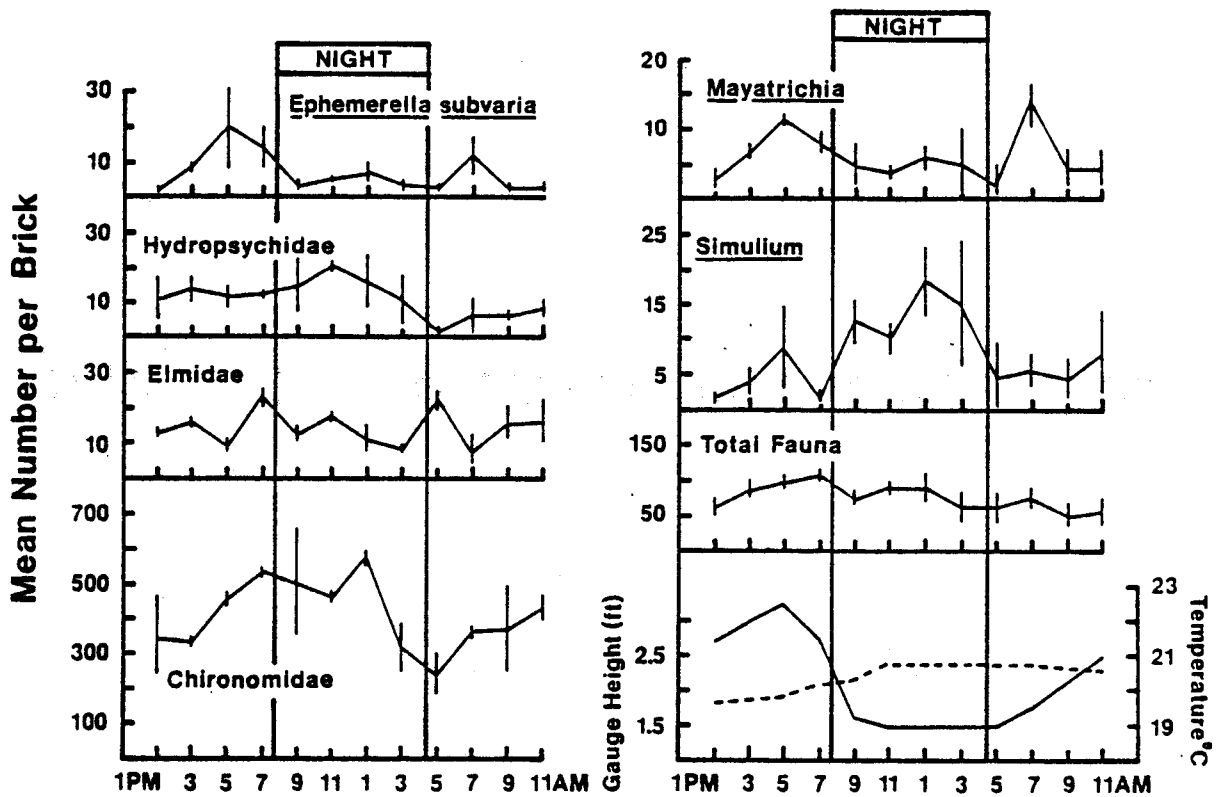 Mean Number per Brick
NIGHT
Ephemerella subvaria
30
10
Hydropsychidae
30
10
Elmidae
30
10
Chironomidae
700
500
300
100
1PM 3 5 7 9 11 1 3 5 7 9 11AM
NIGHT
Mayatrichia
20
10
Simulium
25
15
5
Total Fauna
150
50
Gauge Height (ft)
2.5
1.5
23
21
19
Temperature°C
1PM 3 5 7 9 11 1 3 5 7 9 11AM